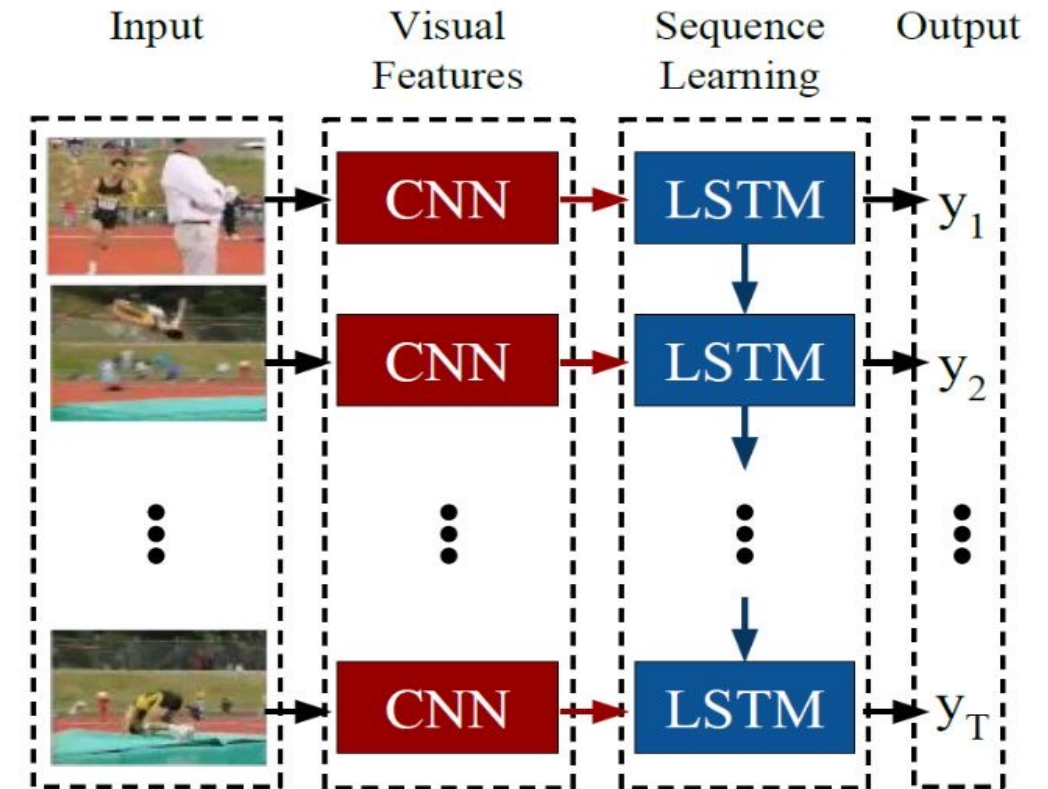 Input
Visual
Features
Sequence
Learning
Output
CNN
LSTM
y1
CNN
LSTM
y2
CNN
LSTM
yT